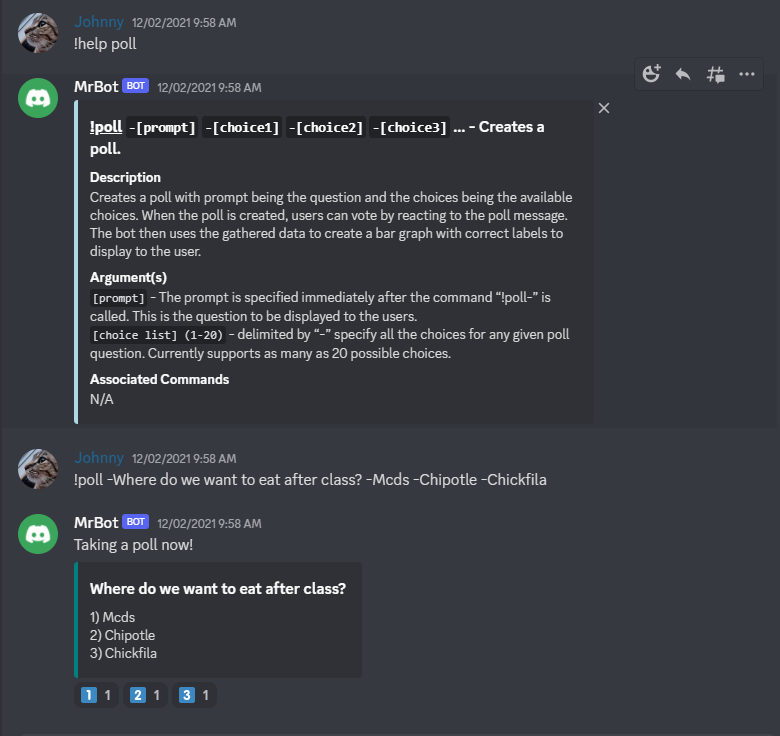 Johnny 12/02/2021 9:58 AM
!help poll
MrBot BOT 12/02/2021 9:58 AM
!poll -[prompt] -[choice1] -[choice2] -[choice3] ... - Creates a
poll.
Description
Creates a poll with prompt being the question and the choices being the available
choices. When the poll is created, users can vote by reacting to the poll message.
The bot then uses the gathered data to create a bar graph with correct labels to
display to the user.
Argument(s)
[prompt] - The prompt is specified immediately after the command “!poll-” is
called. This is the question to be displayed to the users.
[choice list] (1-20) - delimited by “-” specify all the choices for any given poll
question. Currently supports as many as 20 possible choices.
Associated Commands
N/A
Johnny 12/02/2021 9:58 AM
!poll -Where do we want to eat after class? -Mcds -Chipotle -Chickfila
MrBot BOT 12/02/2021 9:58 AM
Taking a poll now!
Where do we want to eat after class?
1) Mcds
2) Chipotle
3) Chickfila
1 1 2 1 3 1